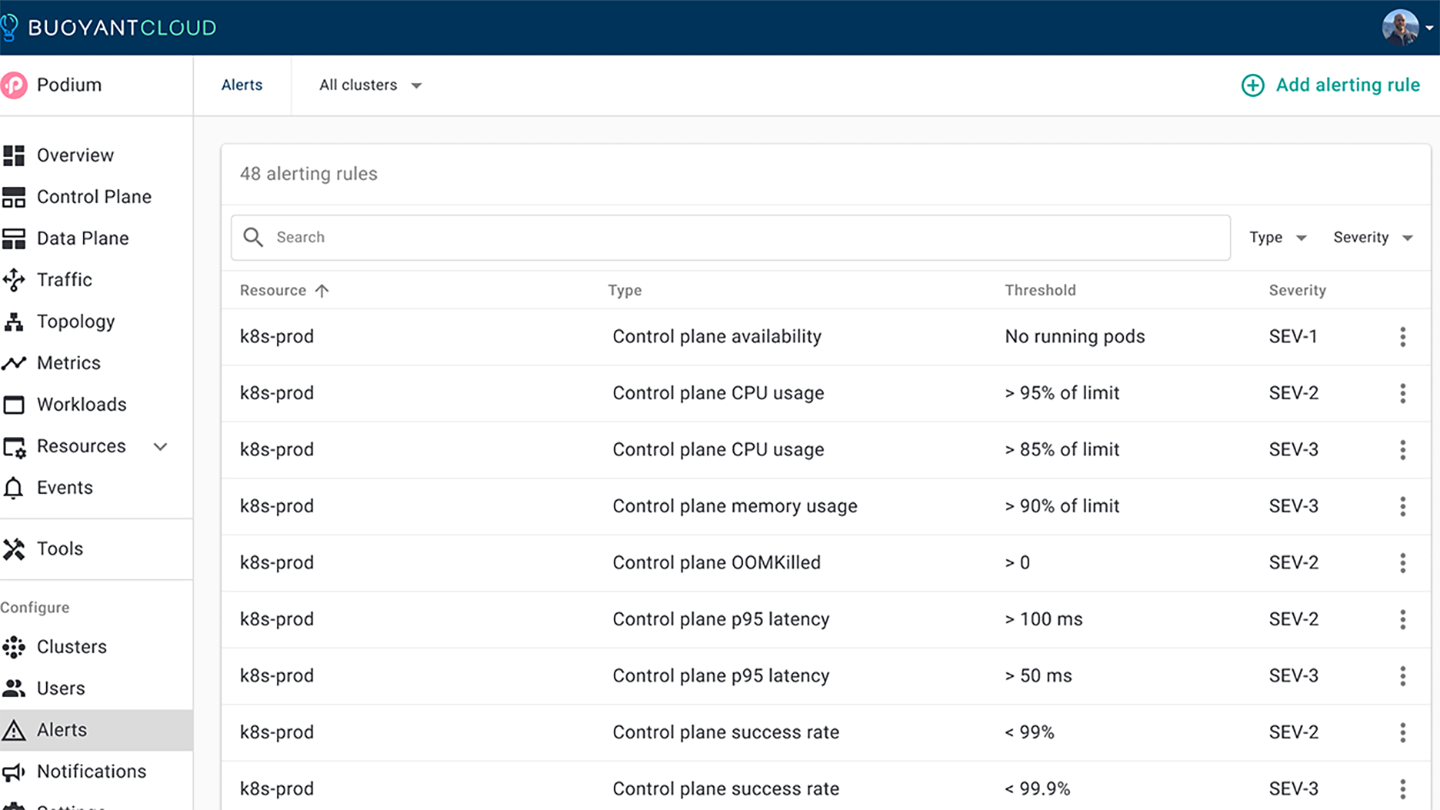 BUOYANTCLOUD
Podium
Alerts
All clusters
Add alerting rule
Overview
Control Plane
Data Plane
Traffic
Topology
Metrics
Workloads
Resources
Events
Tools
Configure
Clusters
Users
Alerts
Notifications
Settings
48 alerting rules
Search
Type
Severity
Resource Type Threshold Severity
k8s-prod Control plane availability No running pods SEV-1
k8s-prod Control plane CPU usage > 95% of limit SEV-2
k8s-prod Control plane CPU usage > 85% of limit SEV-3
k8s-prod Control plane memory usage > 90% of limit SEV-3
k8s-prod Control plane OOMKilled > 0 SEV-2
k8s-prod Control plane p95 latency > 100 ms SEV-2
k8s-prod Control plane p95 latency > 50 ms SEV-3
k8s-prod Control plane success rate < 99% SEV-2
k8s-prod Control plane success rate < 99.9% SEV-3